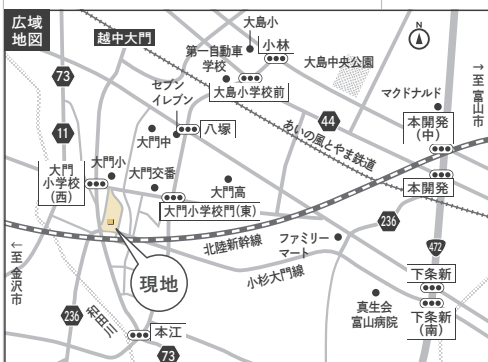 広域
地図
越中大門
大島小
N
第一自動車
学校
小林
大島中央公園
73
セブン
イレブン
大島小学校前
マクドナルド
→至富山市
11
大門中
八塚
44
あいの風とやま鉄道
本開発
(中)
大門
小学校
(西)
大門小
大門交番
大門高
本開発
大門小学校門(東)
236
北陸新幹線
ファミリー
マート
472
←至金沢市
現地
小杉大門線
下条新
真生会
富山病院
下条新
(南)
236
和田川
本江
73